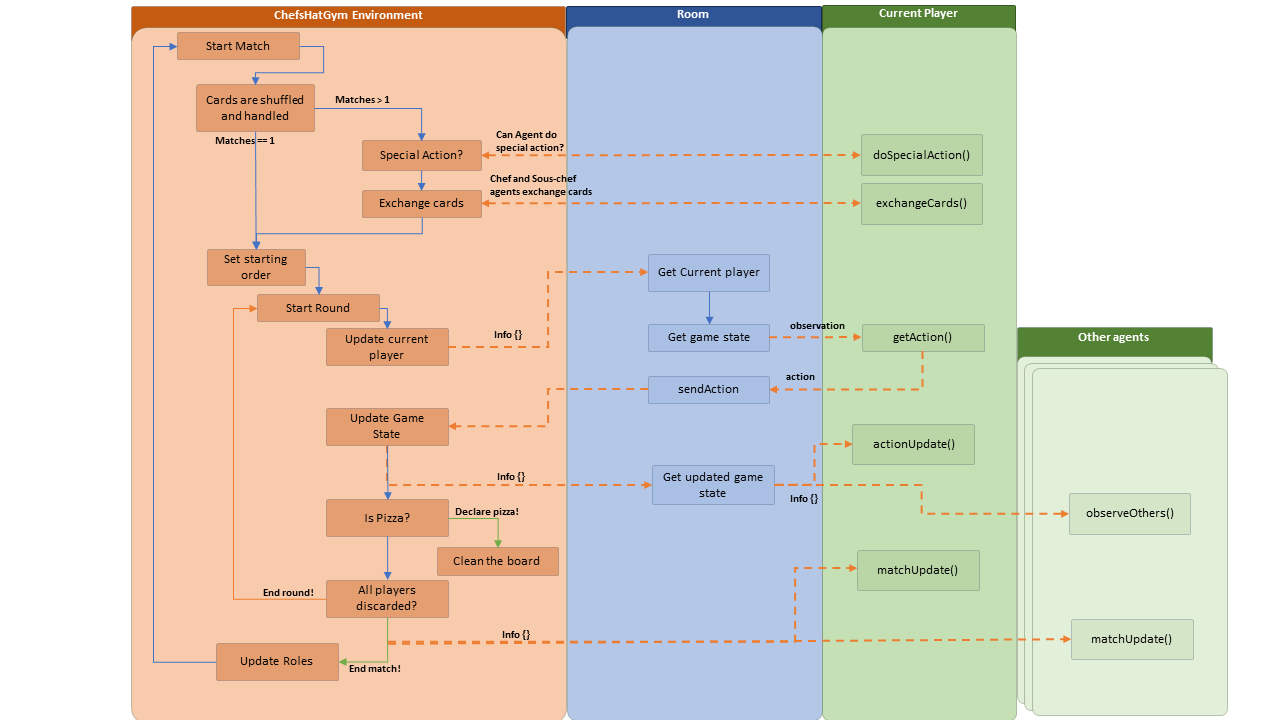 ChefsHatGym Environment
Room
Current Player
Start Match
Cards are shuffled
and handled
Matches > 1
Matches == 1
Can Agent do
special action?
Special Action?
doSpecialAction()
Chef and Sous-chef
agents exchange cards
Exchange cards
exchangeCards()
Set starting
order
Get Current player
Start Round
Info {}
Update current
player
Get game state
observation
getAction()
Other agents
sendAction
action
Update Game
State
actionUpdate()
Info {}
Get updated game
state
Info {}
Is Pizza?
Declare pizza!
observeOthers()
Clean the board
matchUpdate()
All players
discarded?
End round!
Info {}
matchUpdate()
Update Roles
End match!